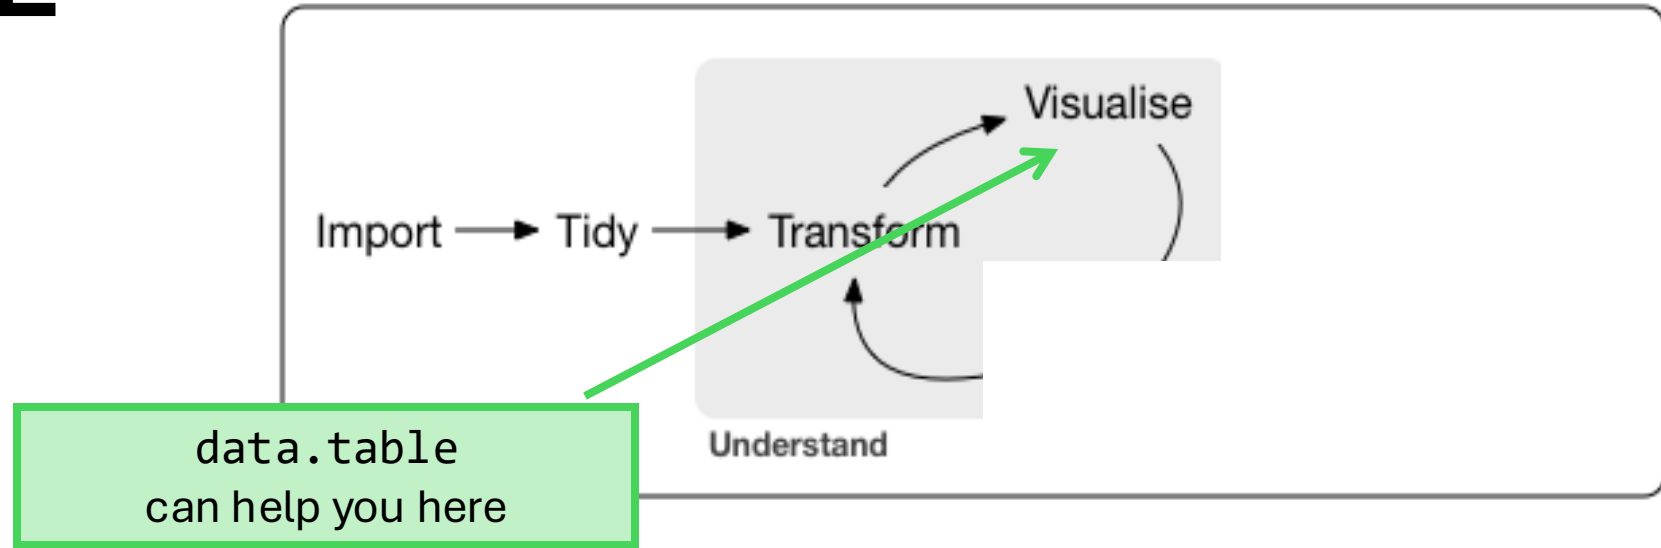 Visualise
Import Tidy Transform
Understand
data.table
can help you here